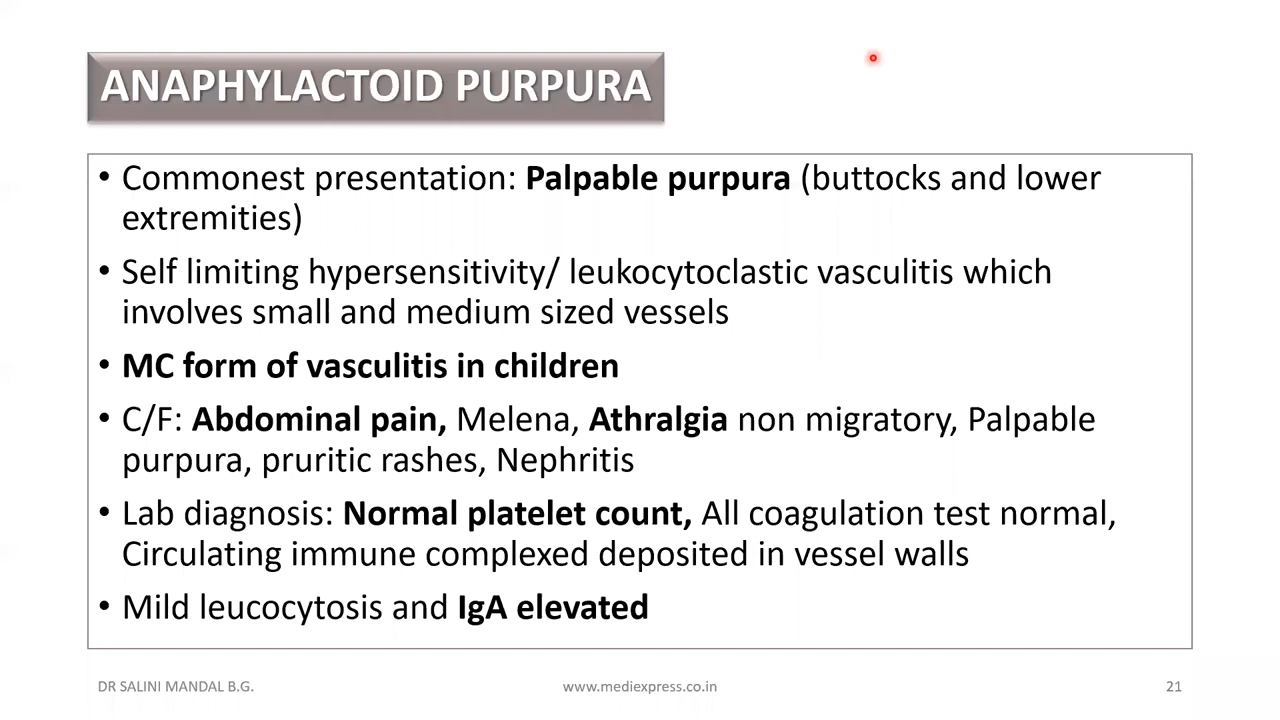 ANAPHYLACTOID PURPURA
• Commonest presentation: Palpable purpura (buttocks and lower
extremities)
• Self limiting hypersensitivity/ leukocytoclastic vasculitis which
involves small and medium sized vessels
• MC form of vasculitis in children
• C/F: Abdominal pain, Melena, Athralgia non migratory, Palpable
purpura, pruritic rashes, Nephritis
• Lab diagnosis: Normal platelet count, All coagulation test normal,
Circulating immune complexed deposited in vessel walls
• Mild leucocytosis and IgA elevated
DR SALINI MANDAL B.G. www.mediexpress.co.in 21